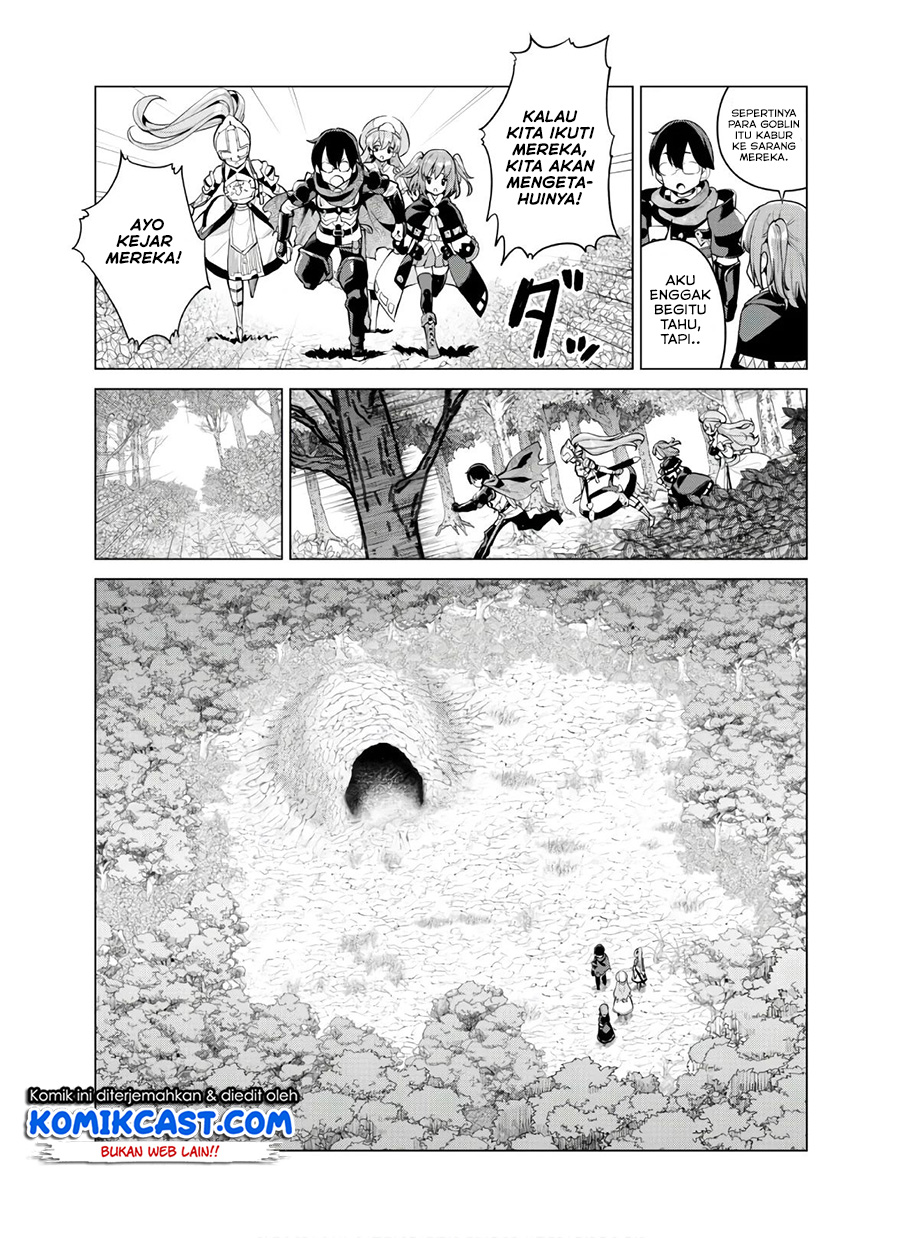 SEPERTINYA
PARA GOBLIN
ITU KABUR
KE SARANG
MEREKA.
AKU
ENGGAK
BEGITU
TAHU,
TAPI..
KALAU
KITA IKUTI
MEREKA,
KITA AKAN
MENGETA-
HUINYA!
AYO
KEJAR
MEREKA!
ダッ
Komik ini diterjemahkan & diedit oleh
KOMIKCAST.COM
BUKAN WEB LAIN!!